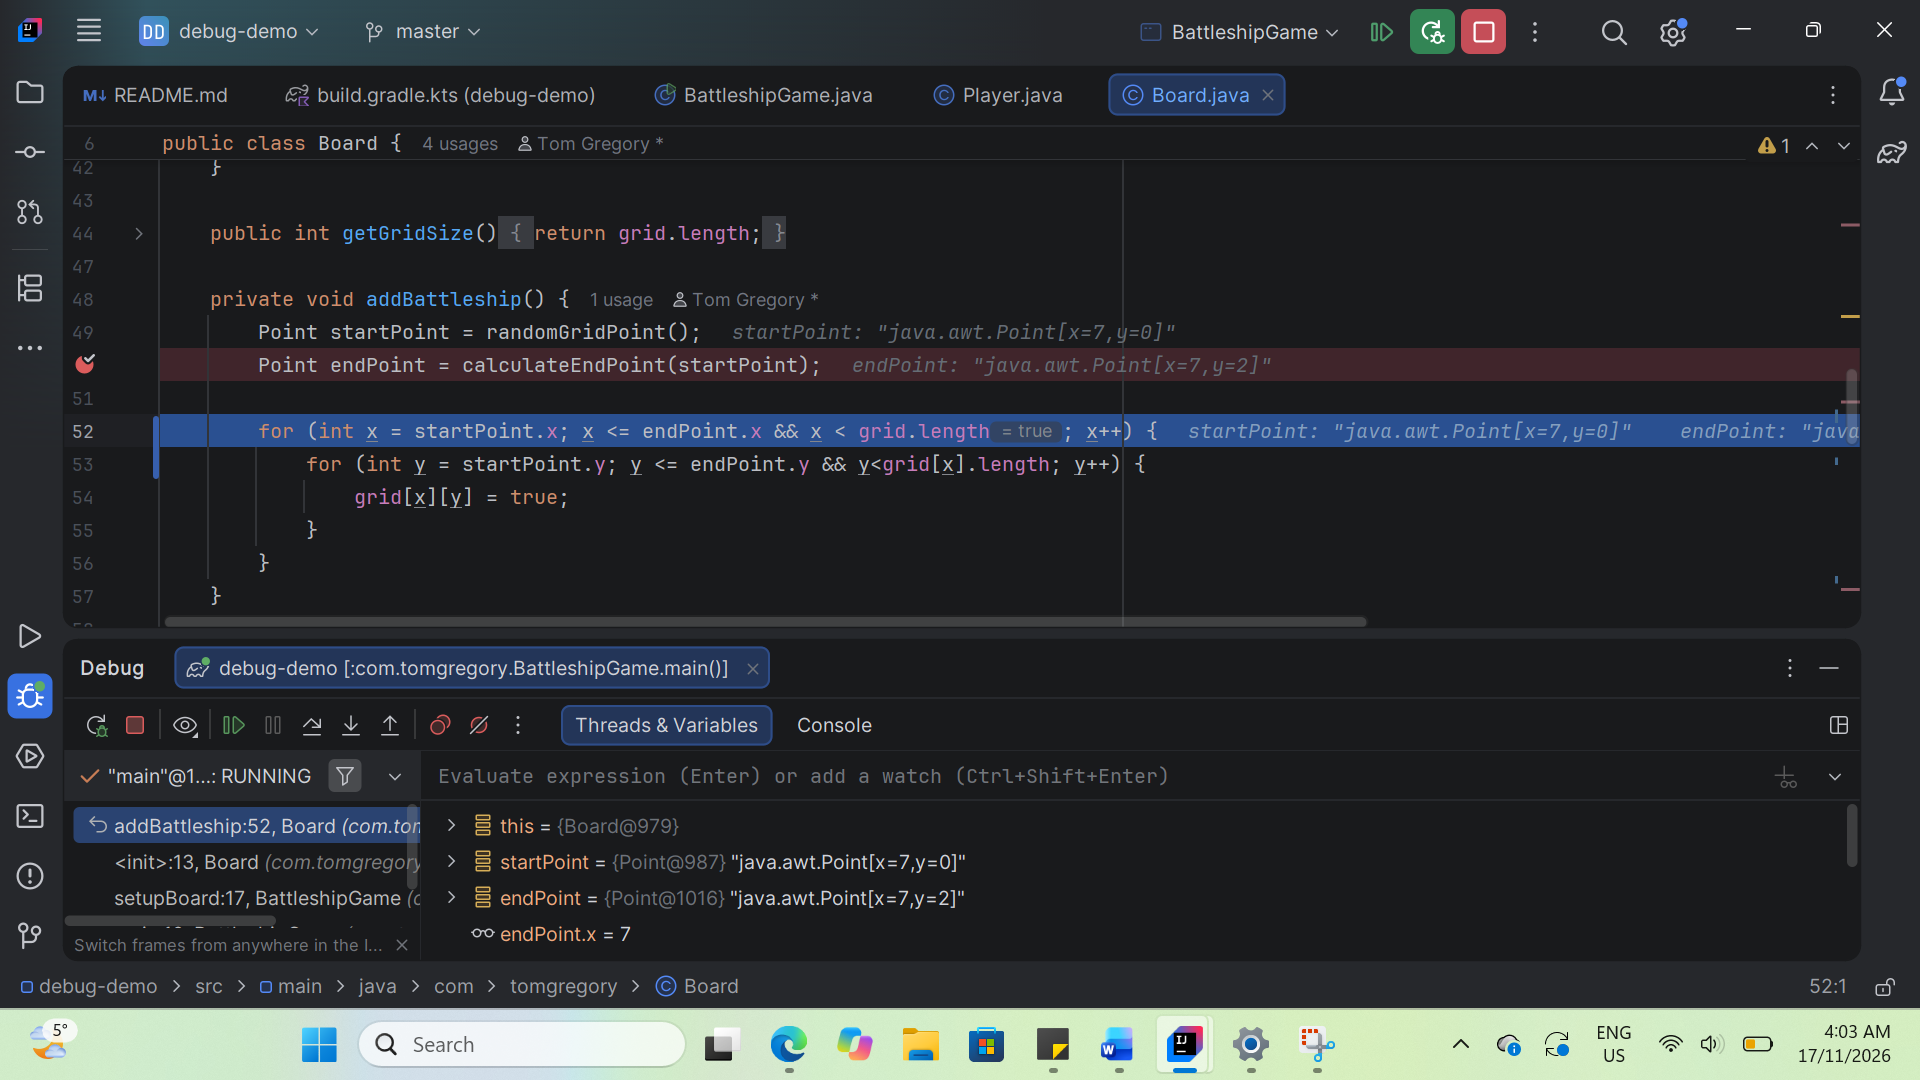 DD debug-demo master BattleshipGame
README.md build.gradle.kts (debug-demo) BattleshipGame.java Player.java Board.java
6 public class Board { 4 usages Tom Gregory * 1
42 }
43
44 public int getGridSize() { return grid.length; }
47
48 private void addBattleship() { 1 usage Tom Gregory *
49 Point startPoint = randomGridPoint(); startPoint: "java.awt.Point[x=7,y=0]"
Point endPoint = calculateEndPoint(startPoint); endPoint: "java.awt.Point[x=7,y=2]"
51
52 for (int x = startPoint.x; x <= endPoint.x && x < grid.length = true ; x++) { startPoint: "java.awt.Point[x=7,y=0]" endPoint: "java
53 for (int y = startPoint.y; y <= endPoint.y && y<grid[x].length; y++) {
54 grid[x][y] = true;
55 }
56 }
57 }
Debug debug-demo [:com.tomgregory.BattleshipGame.main()]
Threads & Variables Console
"main"@1...: RUNNING Evaluate expression (Enter) or add a watch (Ctrl+Shift+Enter)
addBattleship:52, Board (com.tom
<init>:13, Board (com.tomgregory
setupBoard:17, BattleshipGame (c
Switch frames from anywhere in the I...
this = {Board@979}
startPoint = {Point@987} "java.awt.Point[x=7,y=0]"
endPoint = {Point@1016} "java.awt.Point[x=7,y=2]"
endPoint.x = 7
debug-demo > src > main > java > com > tomgregory > Board 52:1
5° Search ENG US 4:03 AM 17/11/2026